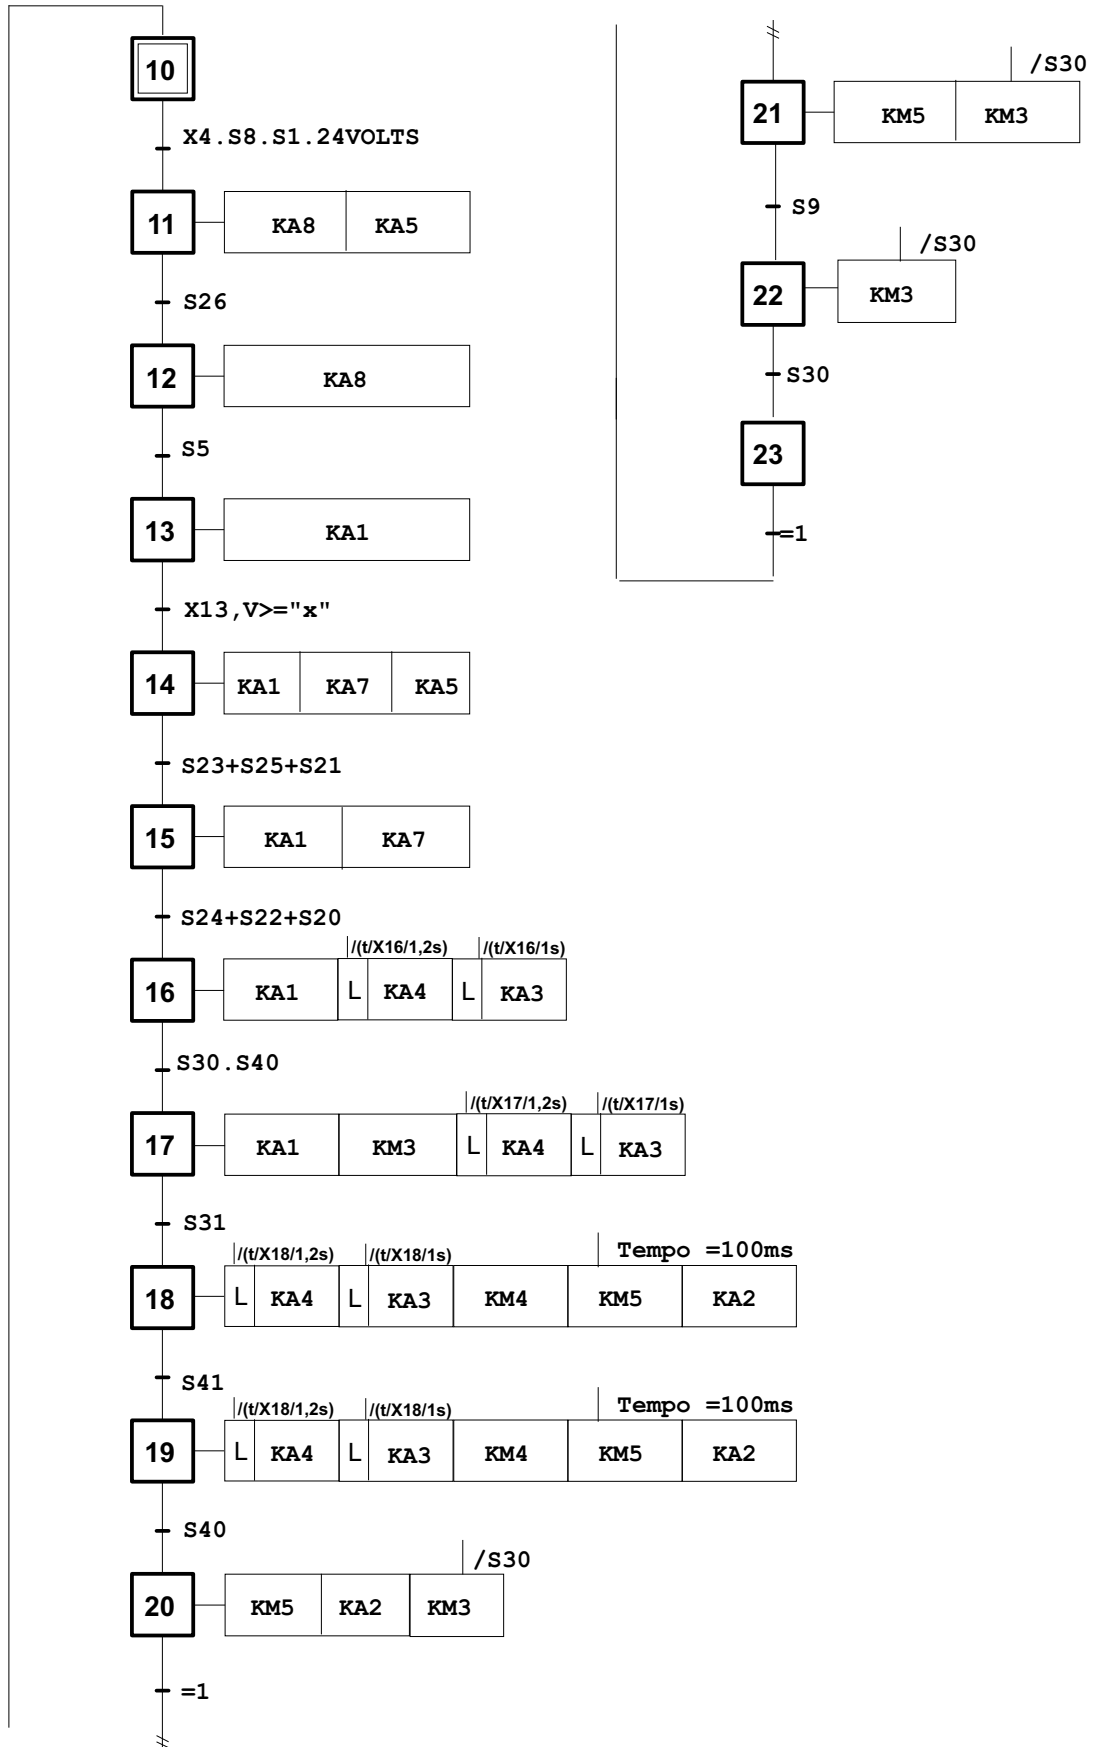 10
X4.S8.S1.24VOLTS
11 KA8 KA5
S26
12 KA8
S5
13 KA1
X13,V>="x"
14 KA1 KA7 KA5
S23+S25+S21
15 KA1 KA7
S24+S22+S20
/(t/X16/1,2s) /(t/X16/1s)
16 KA1 L KA4 L KA3
S30.S40
/(t/X17/1,2s) /(t/X17/1s)
17 KA1 KM3 L KA4 L KA3
S31
/(t/X18/1,2s) /(t/X18/1s) Tempo =100ms
18 L KA4 L KA3 KM4 KM5 KA2
S41
/(t/X18/1,2s) /(t/X18/1s) Tempo =100ms
19 L KA4 L KA3 KM4 KM5 KA2
S40
/S30
20 KM5 KA2 KM3
=1
/S30
21 KM5 KM3
S9
/S30
22 KM3
S30
23
=1